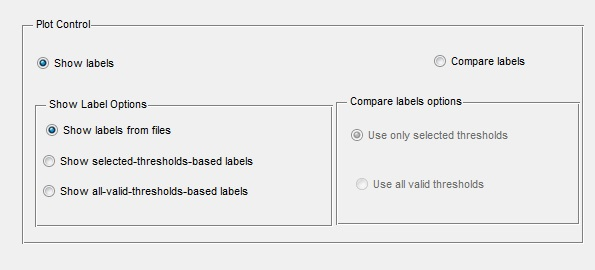 Plot Control
Show labels
Compare labels
Show Label Options
Show labels from files
Show selected-thresholds-based labels
Show all-valid-thresholds-based labels
Compare labels options
Use only selected thresholds
Use all valid thresholds